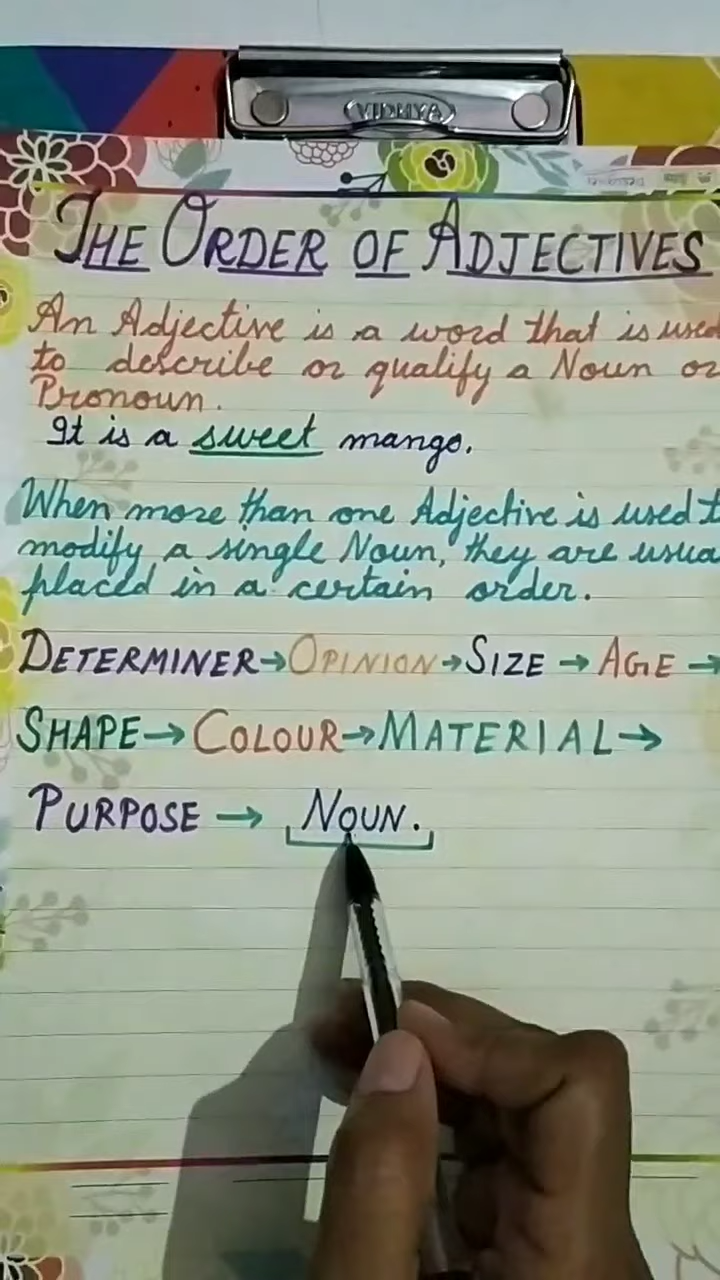 VIDHYA
THE ORDER OF ADJECTIVES
An Adjective is a word that is used
to describe or qualify a Noun or
Pronoun.
It is a sweet mango.
When more than one Adjective is used t
modify a single Noun, they are usua
placed in a certain order.
DETERMINER→OPINION→SIZE→AGE→
SHAPE→COLOUR→MATERIAL→
PURPOSE→ NOUN.